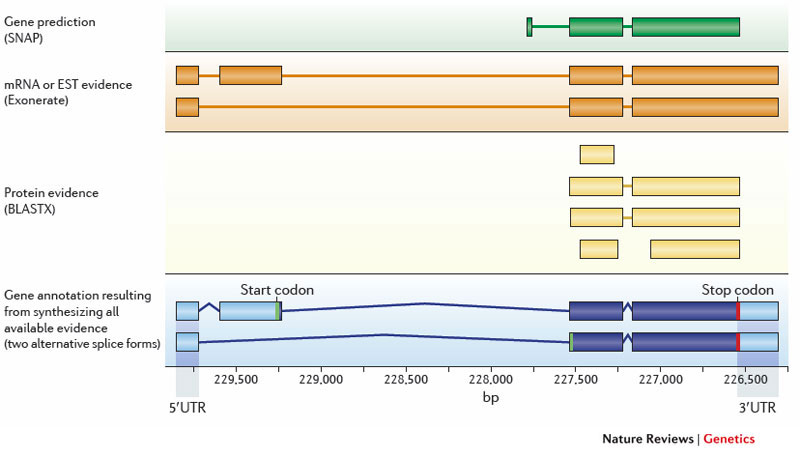 Gene prediction
(SNAP)
mRNA or EST evidence
(Exonerate)
Protein evidence
(BLASTX)
Gene annotation resulting
from synthesizing all
available evidence
(two alternative splice forms)
Start codon
Stop codon
229,500
229,000
228,500
228,000
227,500
227,000
226,500
bp
5′UTR
3′UTR
Nature Reviews | Genetics